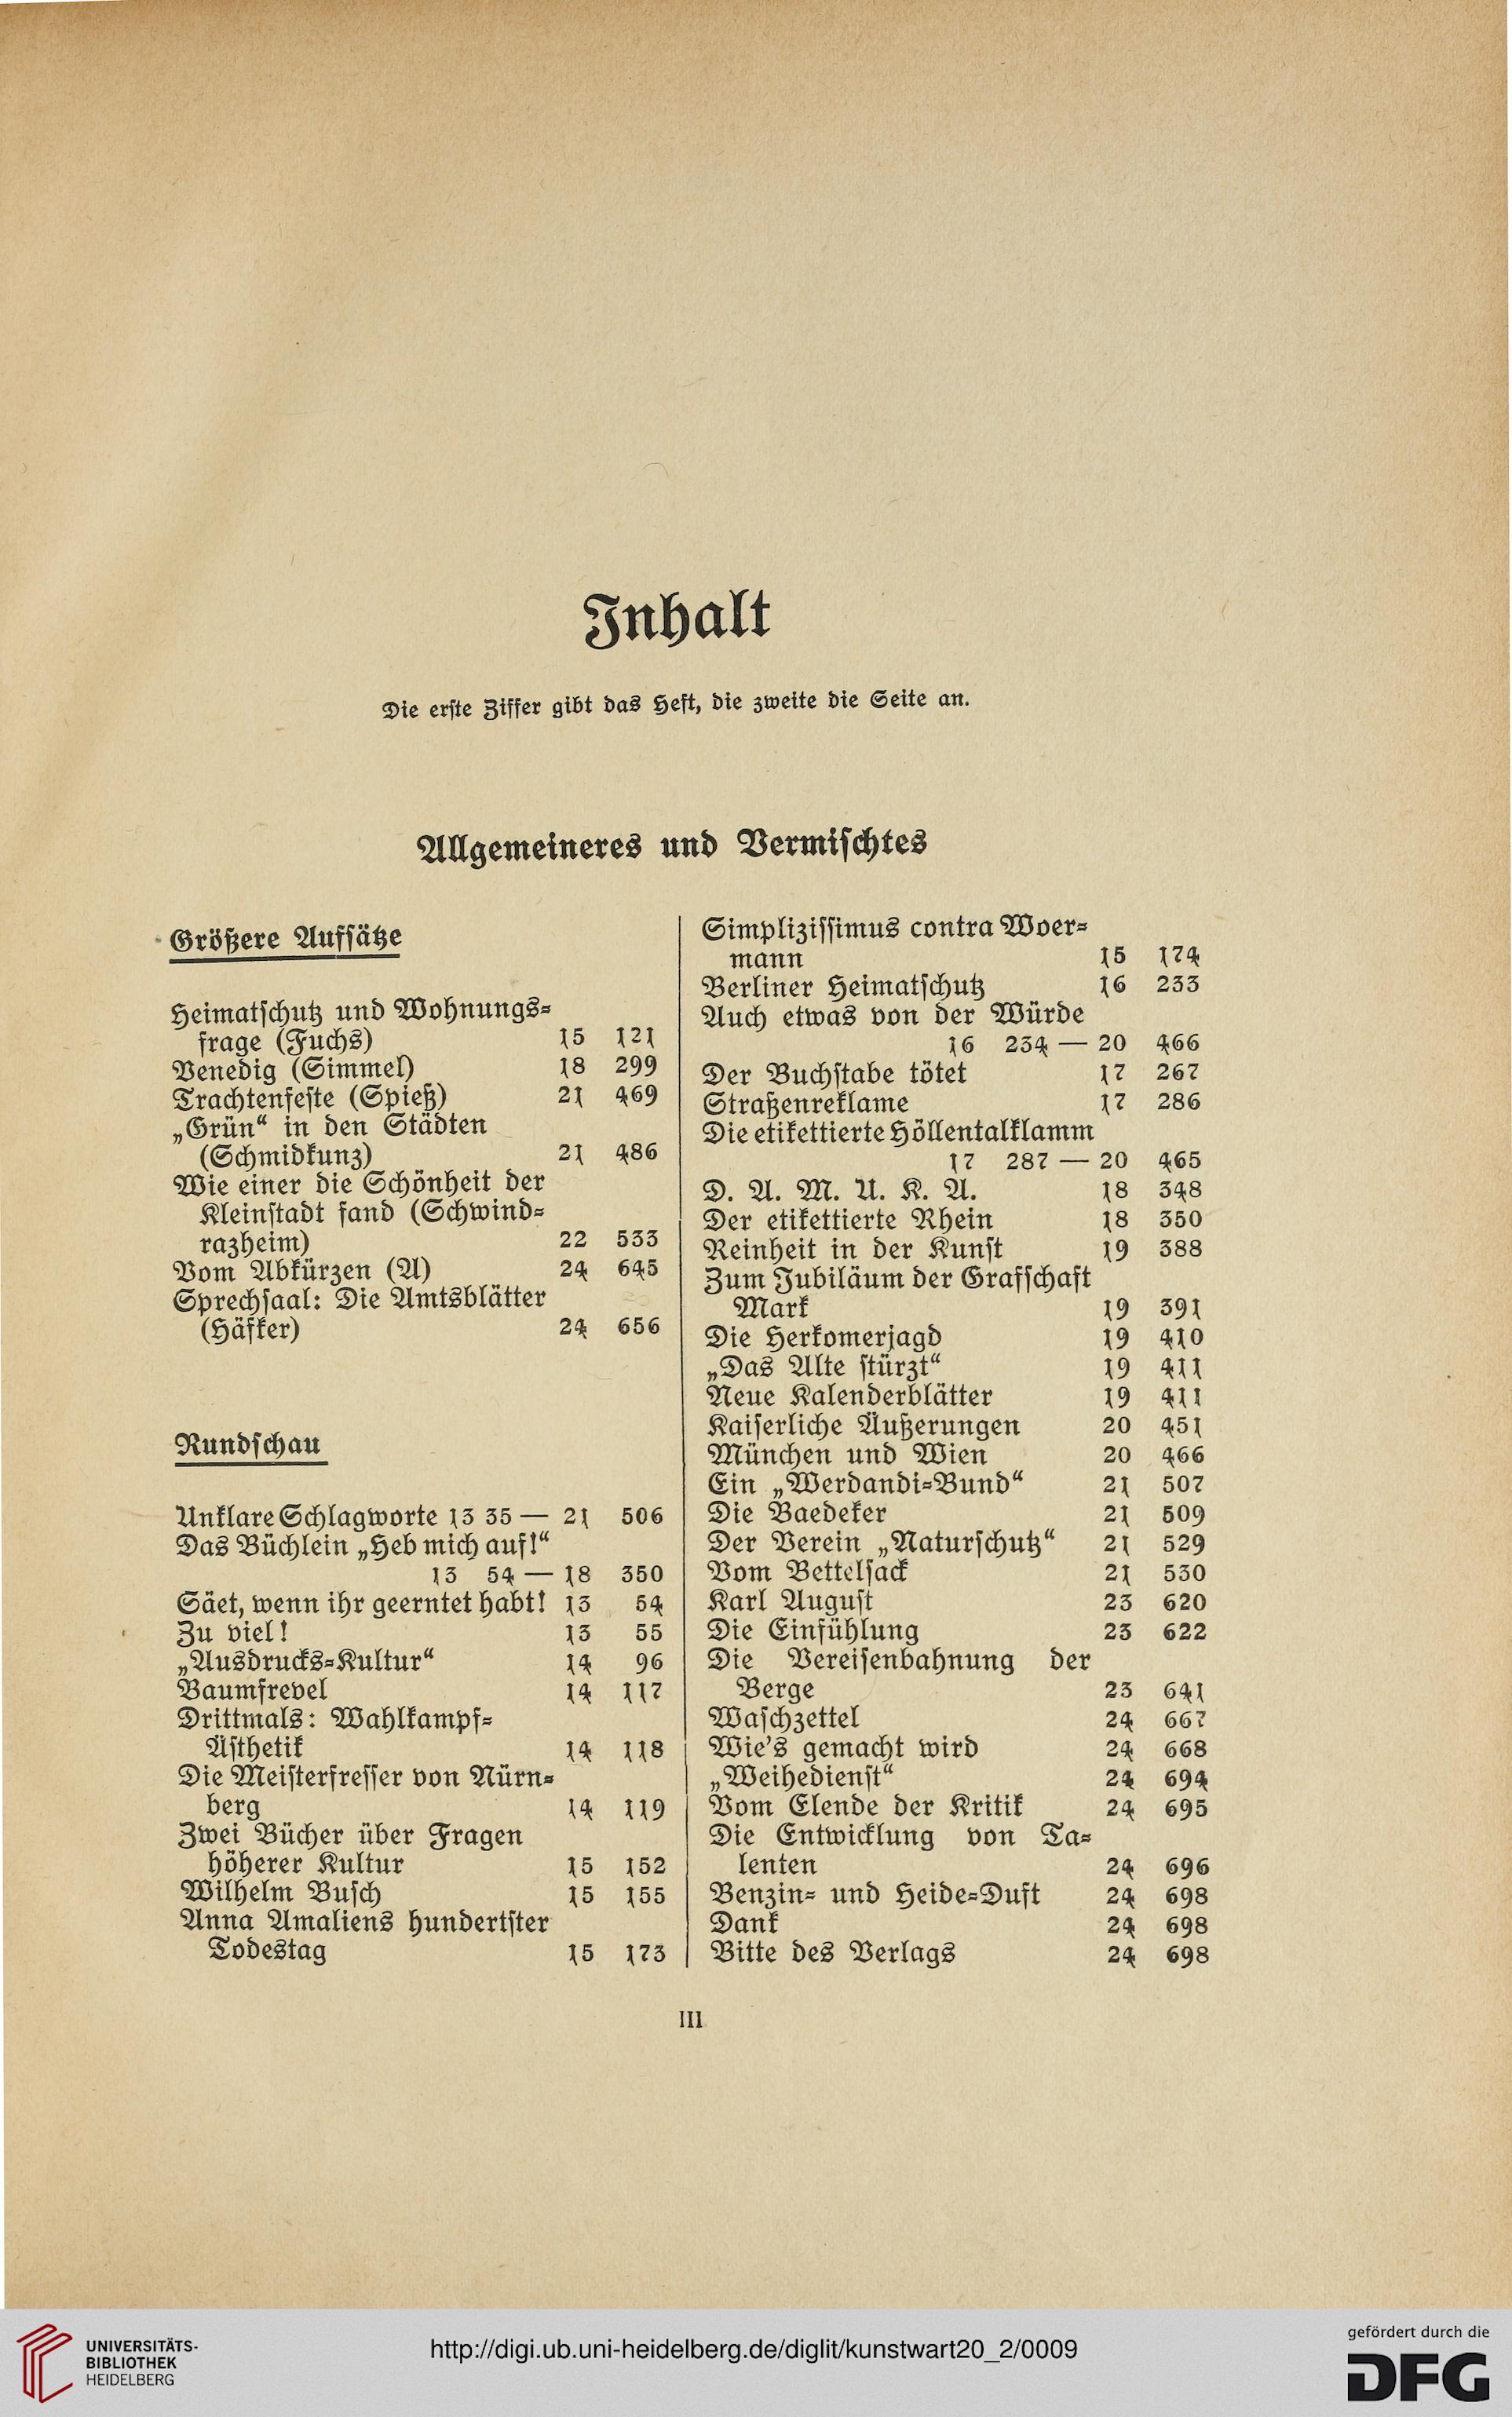 Inhalt
Die erste Ziffer gibt das Heft, die zweite die Seite an.
Allgemeineres und Vermischtes
Größere Aufsätze
Heimatschutz und Wohnungs-
frage (Fuchs) 15 121
Venedig (Simmel) 18 299
Trachtenfeste (Spieß) 21 469
„Grün“ in den Städten
(Schmidkunz) 21 486
Wie einer die Schönheit der
Kleinstadt fand (Schwind-
razheim) 22 533
Vom Abkürzen (A) 24 645
Sprechsaal: Die Amtsblätter
(Häfker) 24 656
Rundschau
Unklare Schlagworte 13 35 — 21 506
Das Büchlein „Heb mich auf!“
13 54 — 18 350
Säet, wenn ihr geerntet habt! 13 54
Zu viel! 13 55
„Ausdrucks-Kultur“ 14 96
Baumfrevel 14 117
Drittmals: Wahlkampf-
Ästhetik 14 118
Die Meisterfresser von Nürn-
berg 14 119
Zwei Bücher über Fragen
höherer Kultur 15 152
Wilhelm Busch 15 155
Anna Amaliens hundertster
Todestag 15 173
Simplizissimus contra Woer-
mann 15 174
Berliner Heimatschutz 16 233
Auch etwas von der Würde
16 234 — 20 466
Der Buchstabe tötet 17 267
Straßenreklame 17 286
Die etikettierte Höllentalklamm
17 287 — 20 465
D. A. M. U. K. A. 18 348
Der etikettierte Rhein 18 350
Reinheit in der Kunst 19 388
Zum Jubiläum der Grafschaft
Mark 19 391
Die Herkomerjagd 19 410
„Das Alte stürzt“ 19 411
Neue Kalenderblätter 19 411
Kaiserliche Äußerungen 20 451
München und Wien 20 466
Ein „Werdandi-Bund“ 21 507
Die Baedeker 21 509
Der Verein „Naturschutz“ 21 529
Vom Bettelsack 21 530
Karl August 23 620
Die Einfühlung 23 622
Die Vereisenbahnung der
Berge 23 641
Waschzettel 24 667
Wie's gemacht wird 24 668
„Weihedienst“ 24 694
Vom Elende der Kritik 24 695
Die Entwicklung von Ta-
lenten 24 696
Benzin- und Heide-Duft 24 698
Dank 24 698
Bitte des Verlags 24 698
III
UNIVERSITÄTS-
BIBLIOTHEK
HEIDELBERG
http://digi.ub.uni-heidelberg.de/diglit/kunstwart20_2/0009
gefördert durch die
DFG